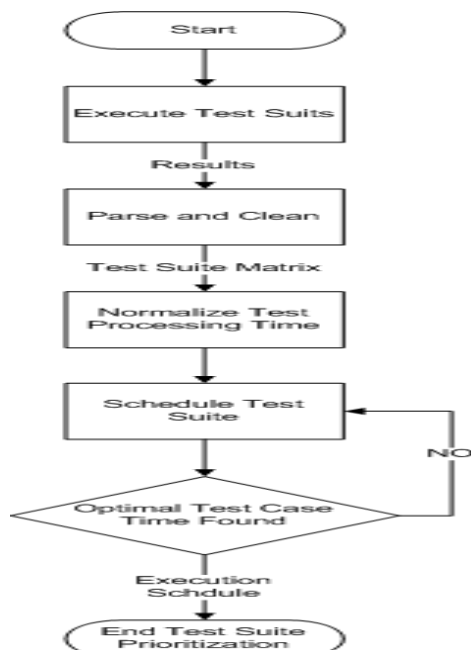 Start
Execute Test Suits
Results
Parse and Clean
Test Suite Matrix
Normalize Test
Processing Time
Schedule Test
Suite
NO
Optimal Test Case
Time Found
Execution
Schdule
End Test Suite
Prioritization